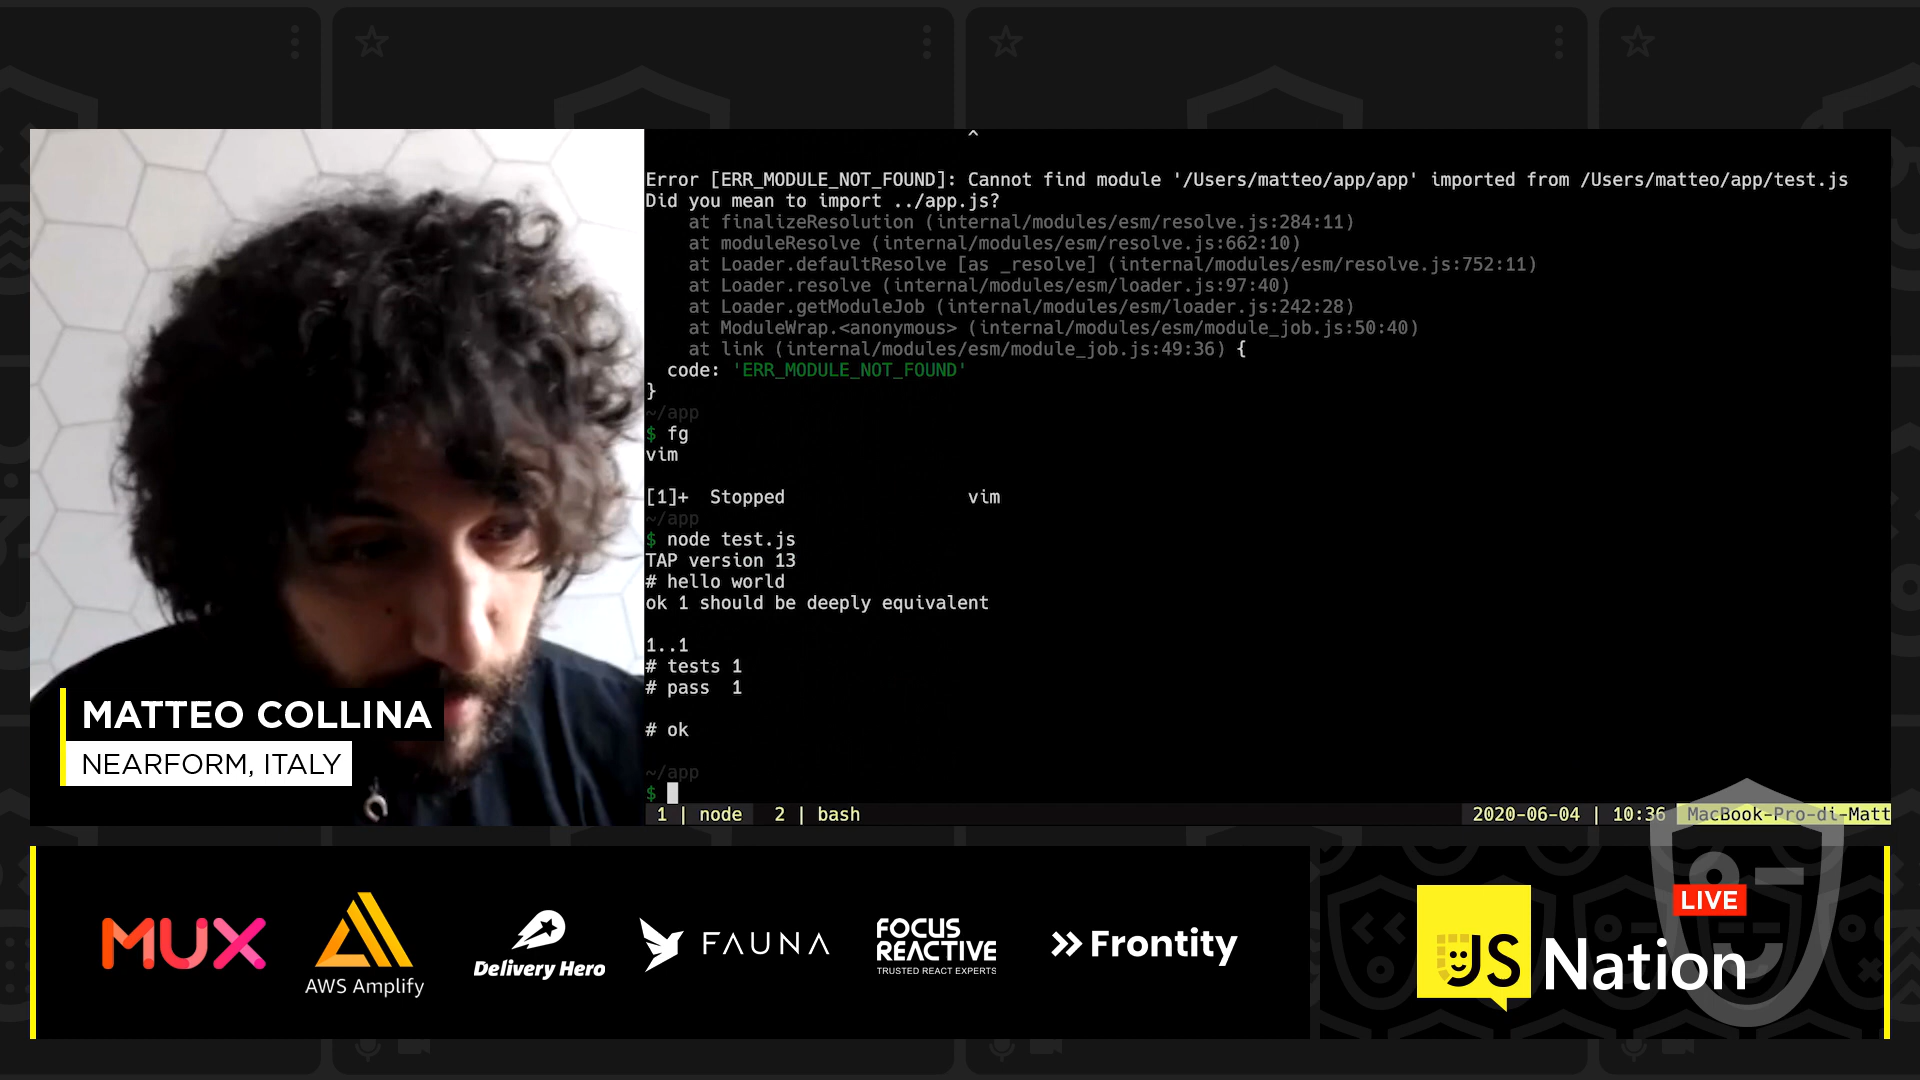 ^
Error [ERR_MODULE_NOT_FOUND]: Cannot find module '/Users/matteo/app/app' imported from /Users/matteo/app/test.js
Did you mean to import ../app.js?
    at finalizeResolution (internal/modules/esm/resolve.js:284:11)
    at moduleResolve (internal/modules/esm/resolve.js:662:10)
    at Loader.defaultResolve [as _resolve] (internal/modules/esm/resolve.js:752:11)
    at Loader.resolve (internal/modules/esm/loader.js:97:40)
    at Loader.getModuleJob (internal/modules/esm/loader.js:242:28)
    at ModuleWrap.<anonymous> (internal/modules/esm/module_job.js:50:40)
    at link (internal/modules/esm/module_job.js:49:36) {
  code: 'ERR_MODULE_NOT_FOUND'
}
~/app
$ fg
vim
[1]+  Stopped                 vim
~/app
$ node test.js
TAP version 13
# hello world
ok 1 should be deeply equivalent
1..1
# tests 1
# pass  1
# ok
~/app
$
1 | node  2 | bash  2020-06-04 | 10:36  MacBook-Pro-di-Matt
MATTEO COLLINA
NEARFORM, ITALY
MUX
AWS Amplify
Delivery Hero
FAUNA
FOCUS
REACTIVE
TRUSTED REACT EXPERTS
Frontity
LIVE
JS Nation